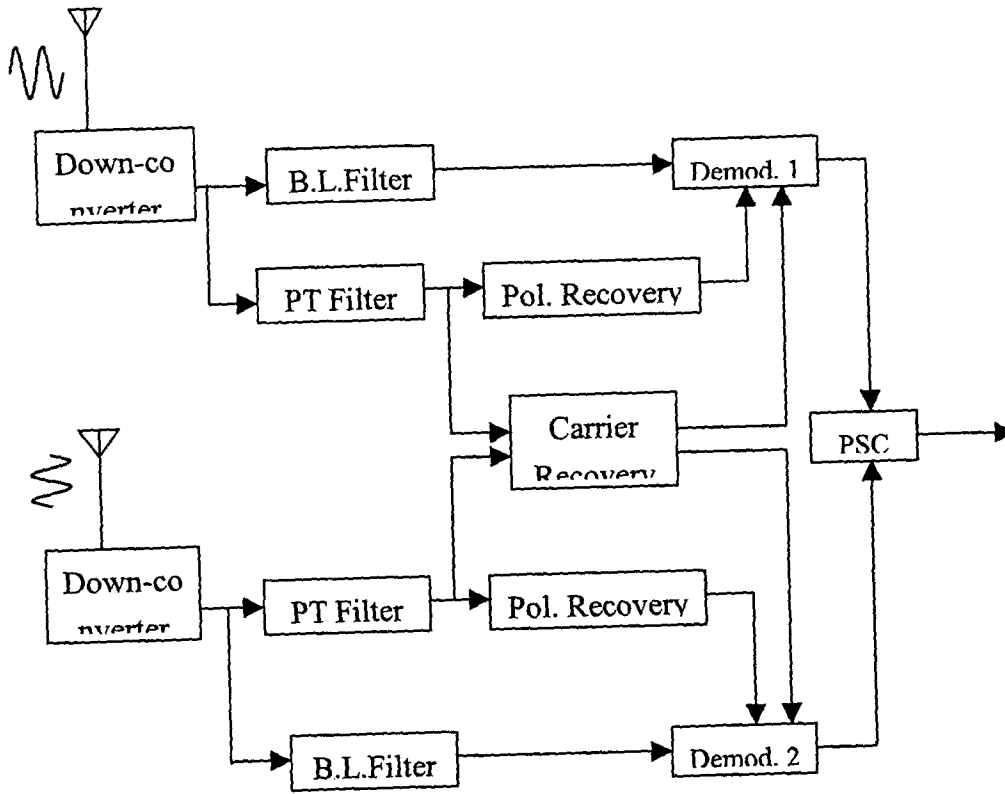 Down-co
nverter
B.L.Filter
Demod. 1
PT Filter
Pol. Recovery
Carrier
Recovery
PSC
Down-co
nverter
PT Filter
Pol. Recovery
B.L.Filter
Demod. 2